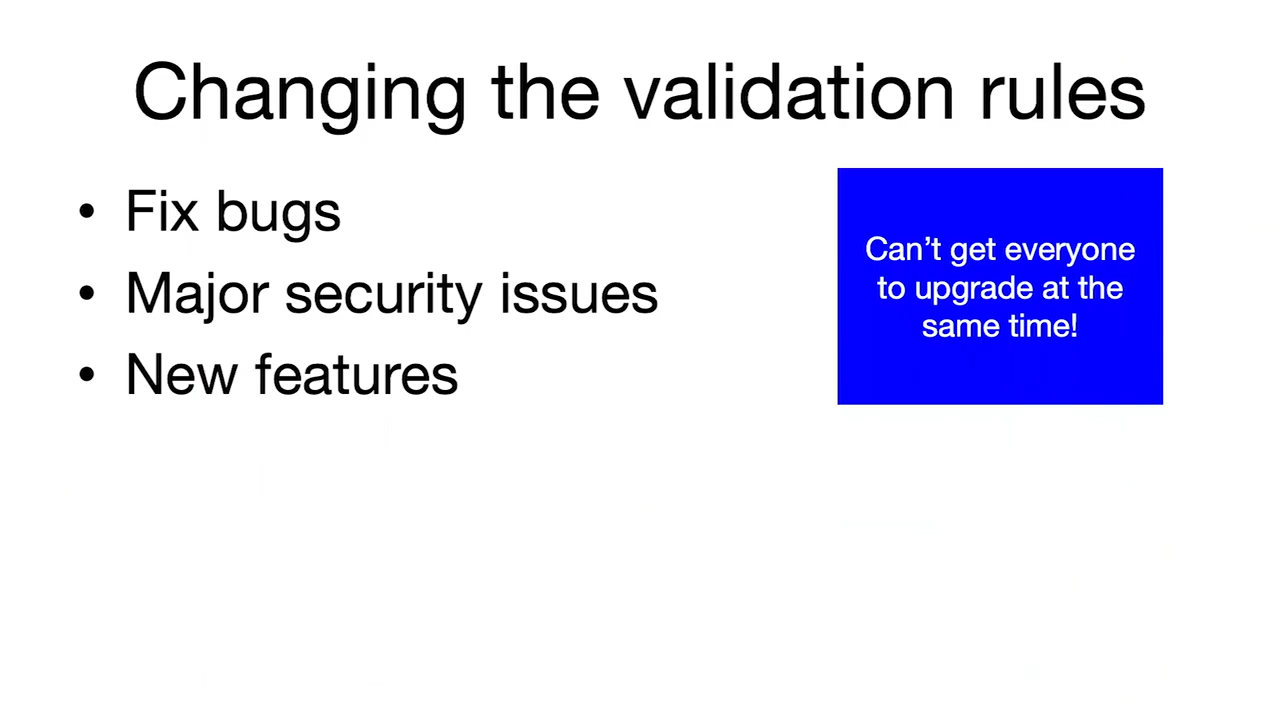 Changing the validation rules
• Fix bugs
• Major security issues
• New features
Can’t get everyone
to upgrade at the
same time!